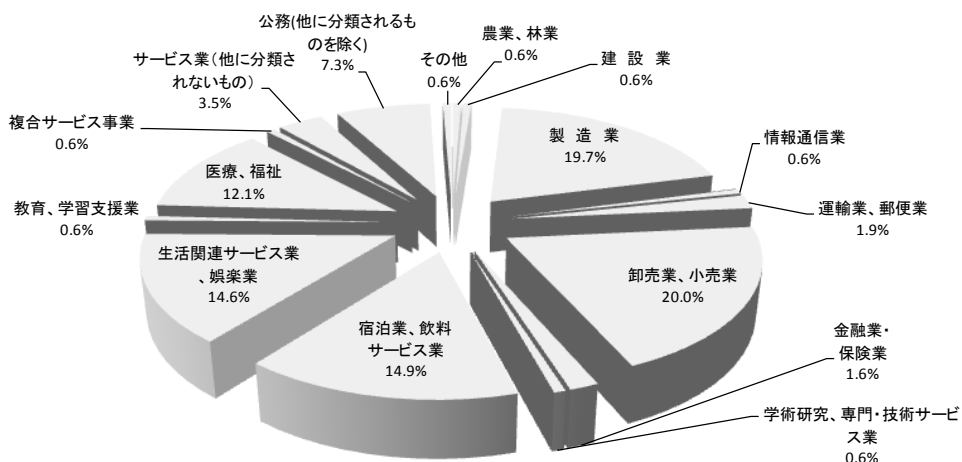 公務(他に分類されるも
のを除く)
7.3%
その他
0.6%
農業、林業
0.6%
建 設 業
0.6%
サービス業(他に分類さ
れないもの)
3.5%
複合サービス事業
0.6%
医療、福祉
12.1%
教育、学習支援業
0.6%
生活関連サービス業
、娯楽業
14.6%
宿泊業、飲料
サービス業
14.9%
製 造 業
19.7%
情報通信業
0.6%
運輸業、郵便業
1.9%
卸売業、小売業
20.0%
金融業・
保険業
1.6%
学術研究、専門・技術サービ
ス業
0.6%